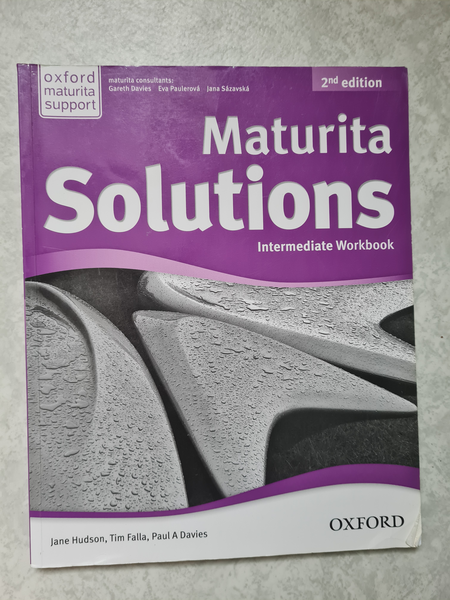 oxford
maturita
support
maturita consultants:
Gareth Davies Eva Paulerová Jana Sázavská
2nd edition
Maturita
Solutions
Intermediate Workbook
Jane Hudson, Tim Falla, Paul A Davies
OXFORD